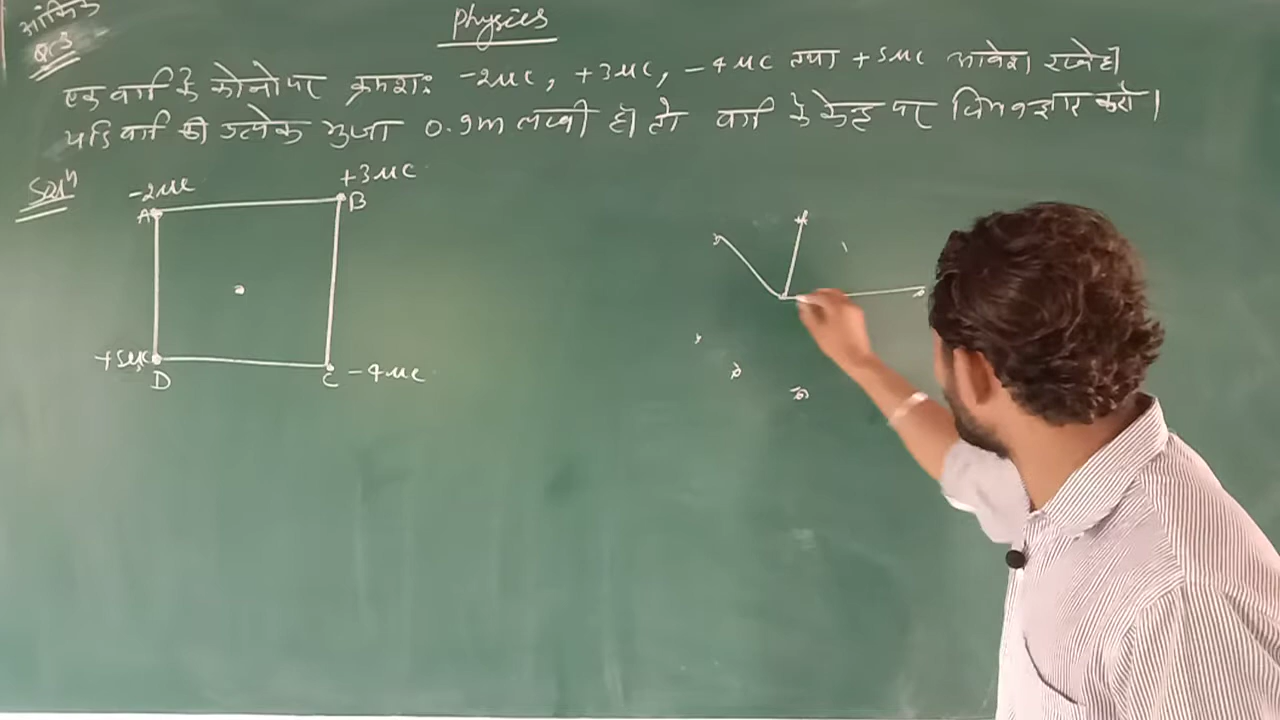 आंकिक
Q.3
Physics
एक वर्ग के कोनो पर क्रमशः -2μC, +3μC, -4μC तथा +5μC आवेश रखे है।
यदि वर्ग की प्रत्येक भुजा 0.9m लम्बी हो तो वर्ग के केन्द्र पर विभव ज्ञात करो।
Solⁿ
-2μC
+3μC
A
B
+5μC
D
C -4μC